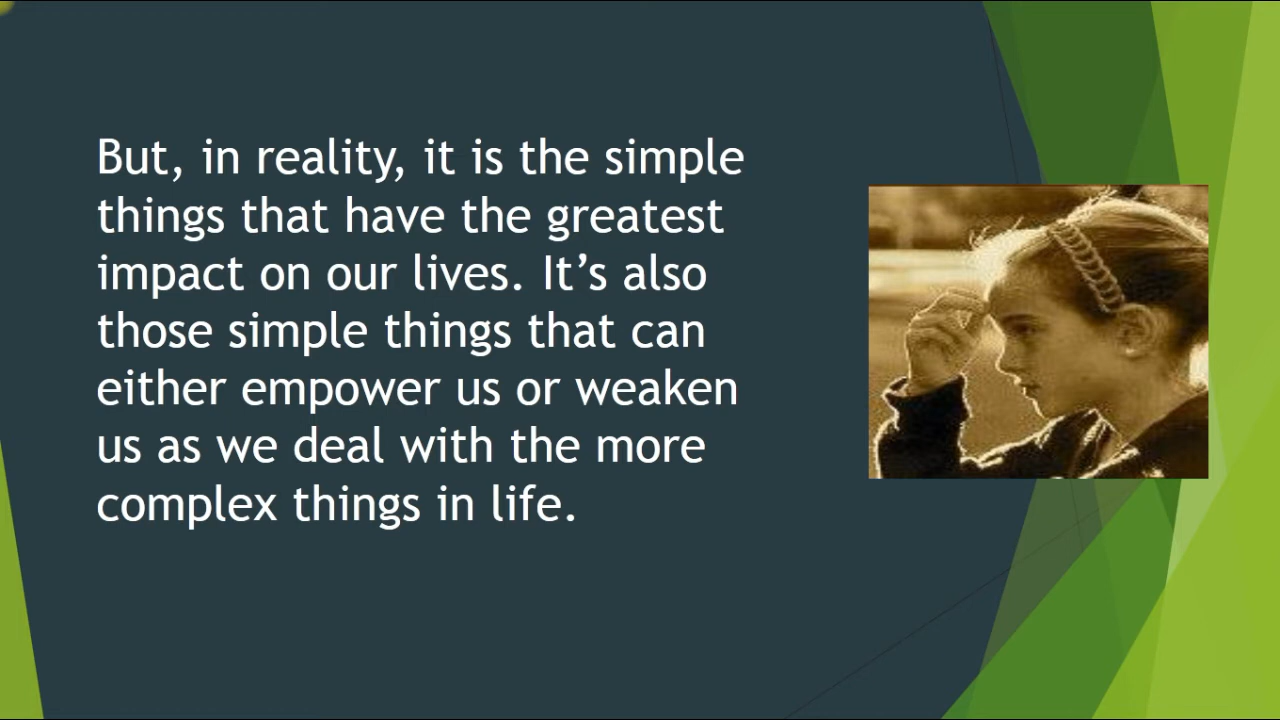 But, in reality, it is the simple
things that have the greatest
impact on our lives. It’s also
those simple things that can
either empower us or weaken
us as we deal with the more
complex things in life.